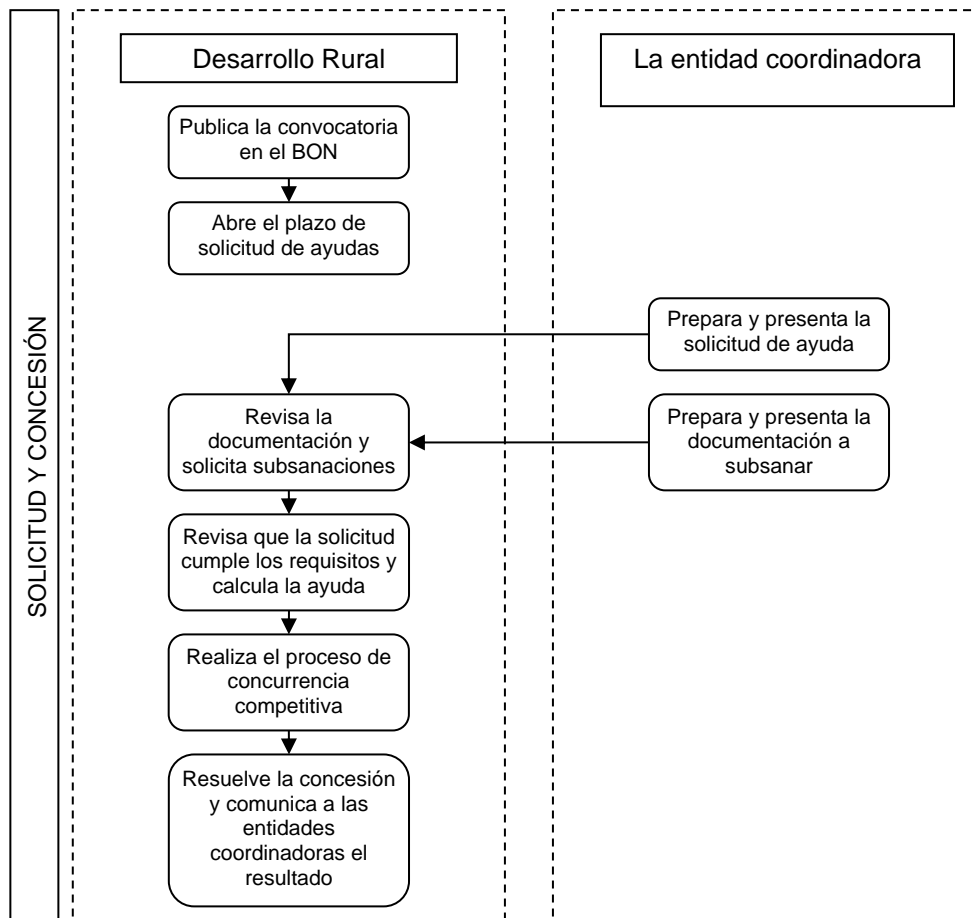 SOLICITUD Y CONCESIÓN
Desarrollo Rural
La entidad coordinadora
Publica la convocatoria
en el BON
Abre el plazo de
solicitud de ayudas
Prepara y presenta la
solicitud de ayuda
Revisa la
documentación y
solicita subsanaciones
Prepara y presenta la
documentación a
subsanar
Revisa que la solicitud
cumple los requisitos y
calcula la ayuda
Realiza el proceso de
concurrencia
competitiva
Resuelve la concesión
y comunica a las
entidades
coordinadoras el
resultado